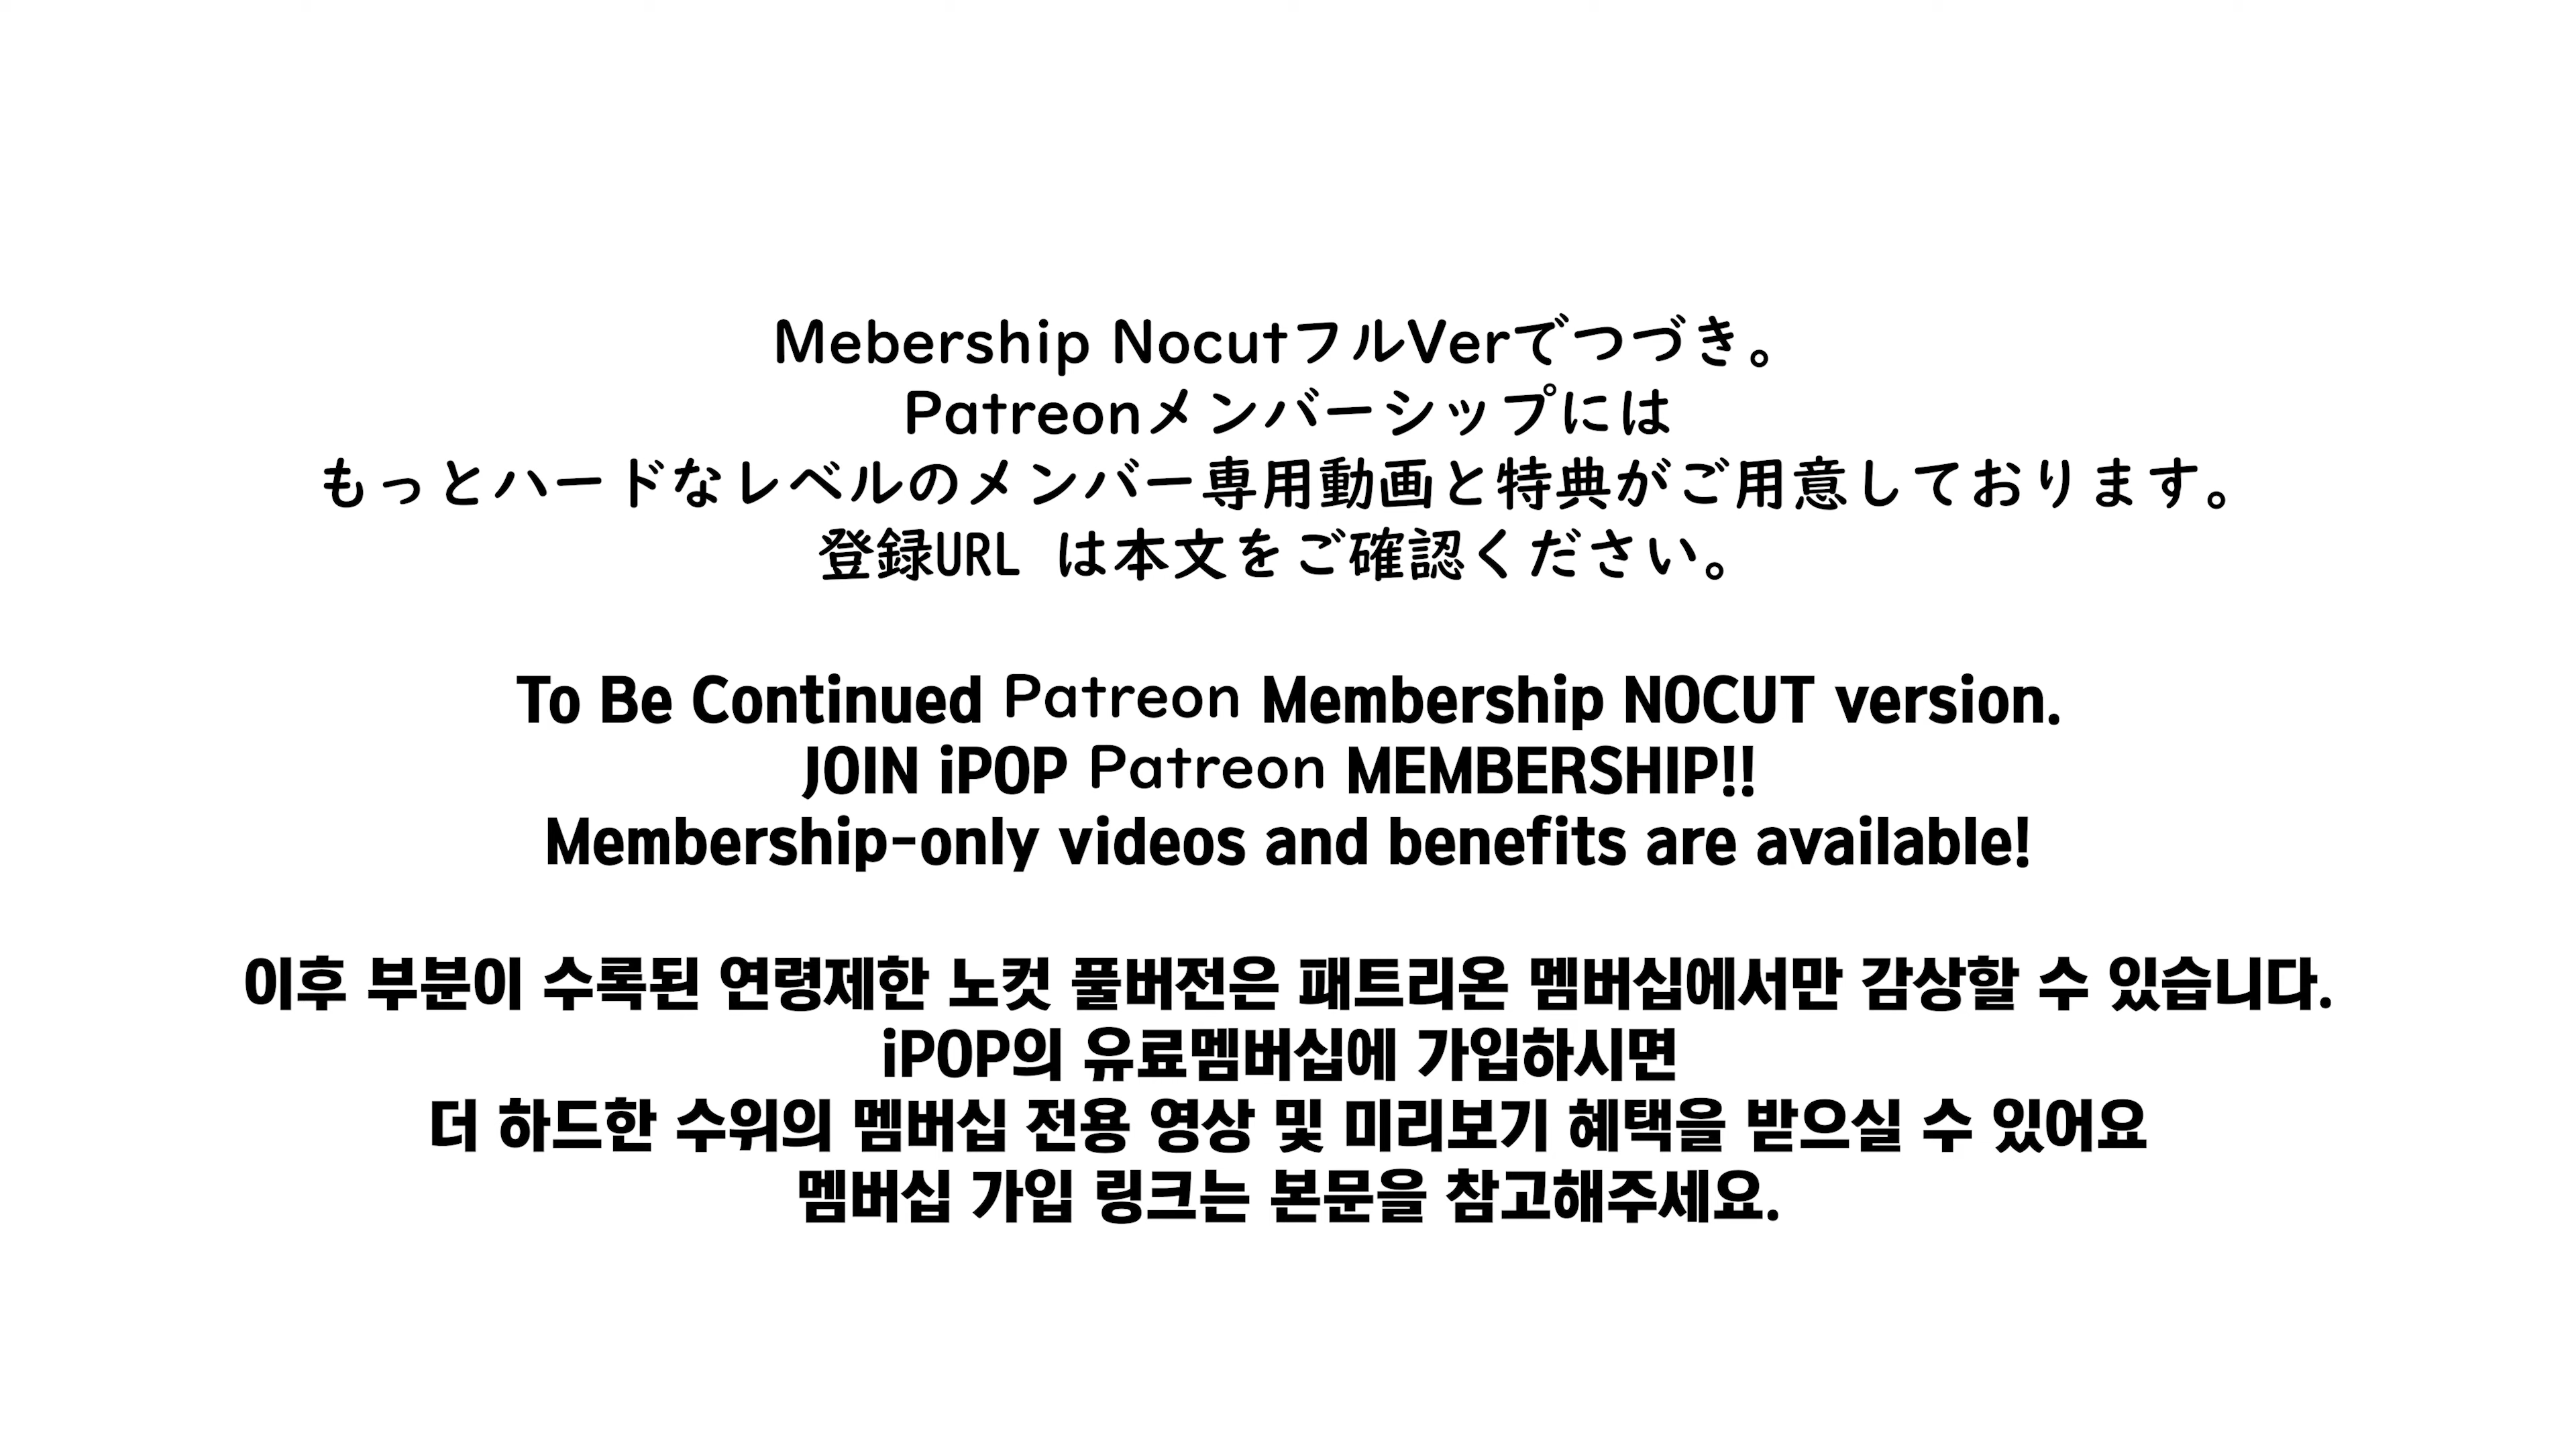 Mebership NocutフルVerでつづき。
Patreonメンバーシップには
もっとハードなレベルのメンバー専用動画と特典がご用意しております。
登録URL は本文をご確認ください。
To Be Continued Patreon Membership NOCUT version.
JOIN iPOP Patreon MEMBERSHIP!!
Membership-only videos and benefits are available!
이후 부분이 수록된 연령제한 노컷 풀버전은 패트리온 멤버십에서만 감상할 수 있습니다.
iPOP의 유료멤버십에 가입하시면
더 하드한 수위의 멤버십 전용 영상 및 미리보기 혜택을 받으실 수 있어요
멤버십 가입 링크는 본문을 참고해주세요.